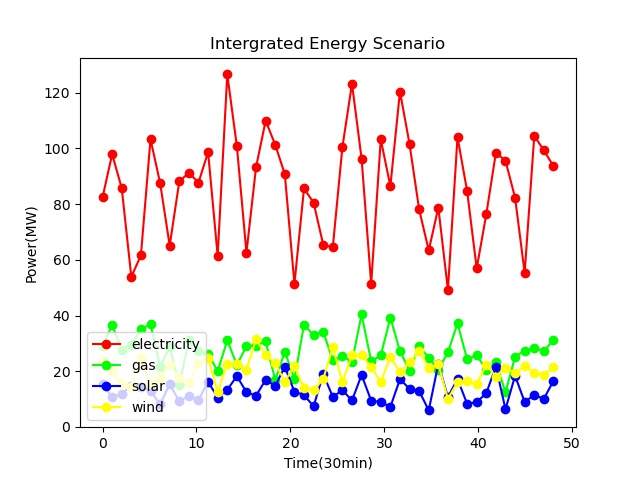 Intergrated Energy Scenario
Power(MW)
120
100
80
60
40
20
0
electricity
gas
solar
wind
0 10 20 30 40 50
Time(30min)